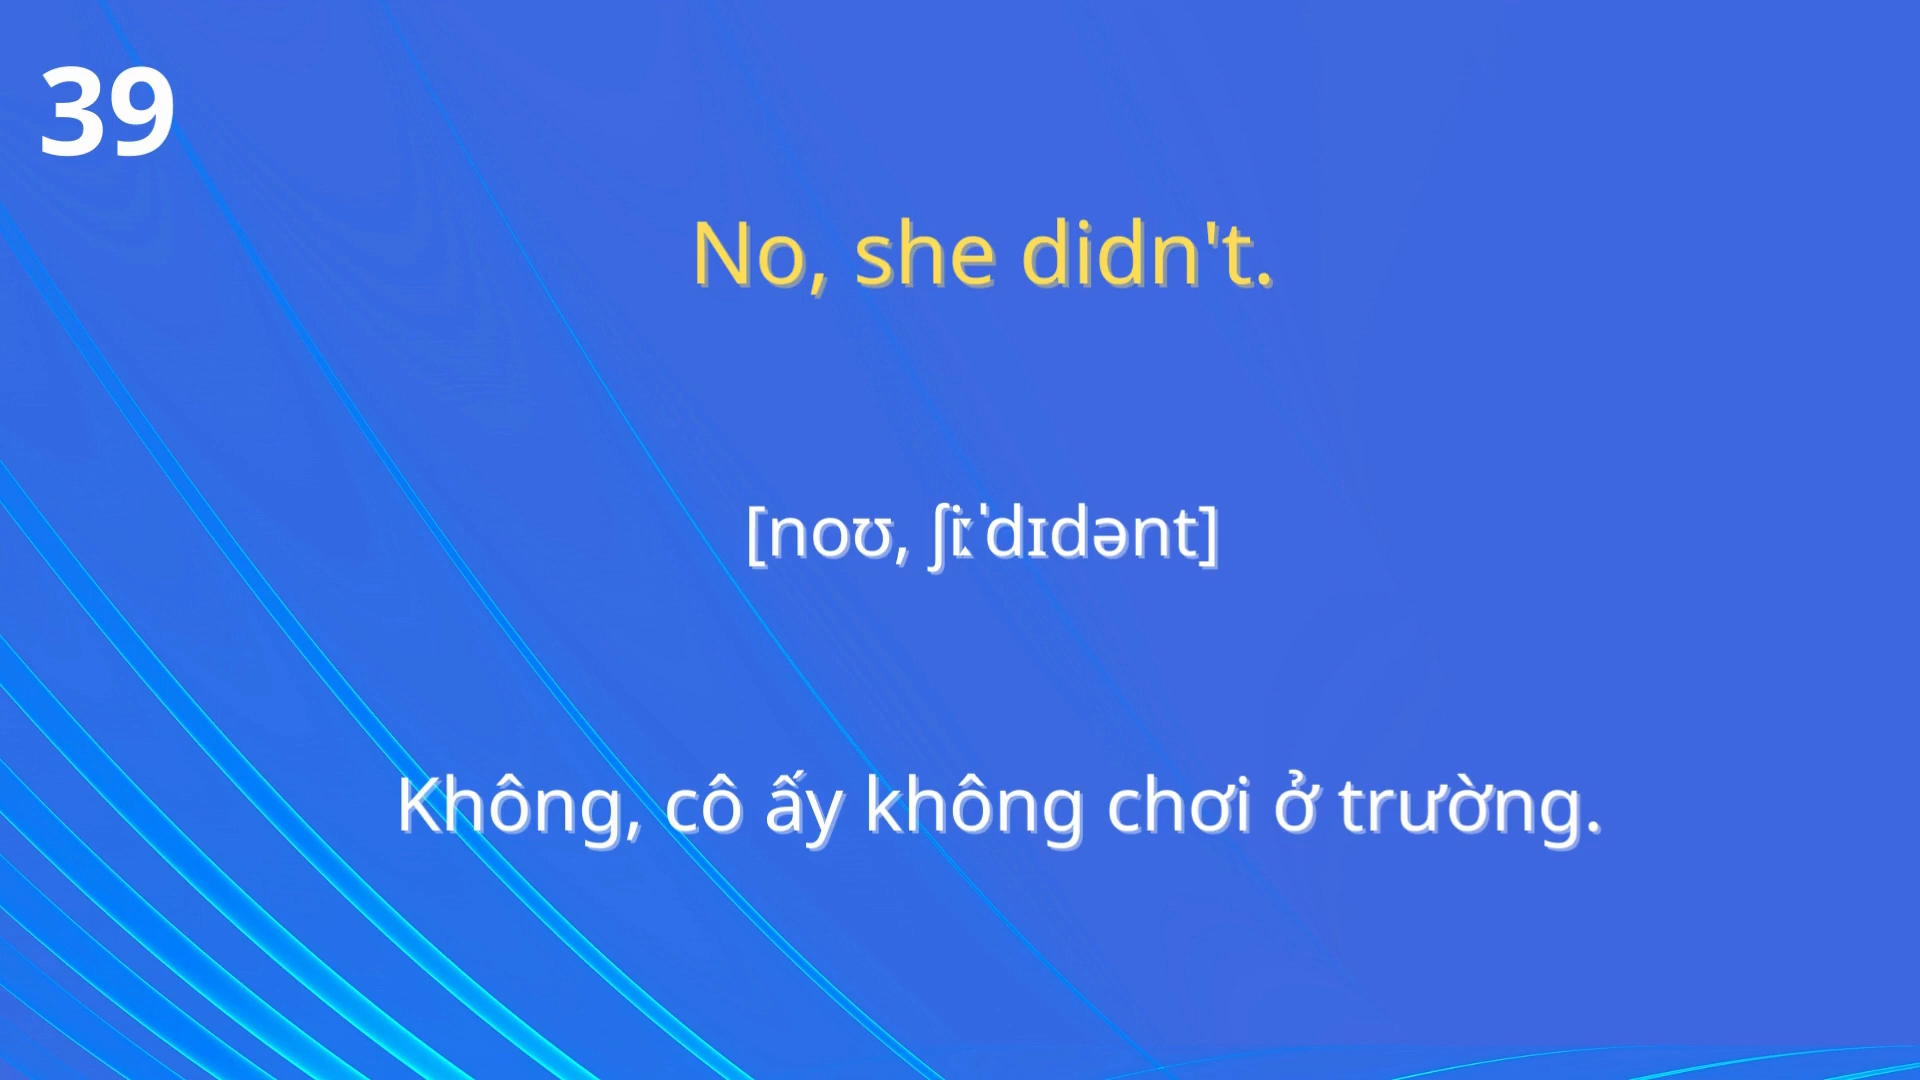 39
No, she didn't.
[noʊ, ʃiːˈdɪdənt]
Không, cô ấy không chơi ở trường.